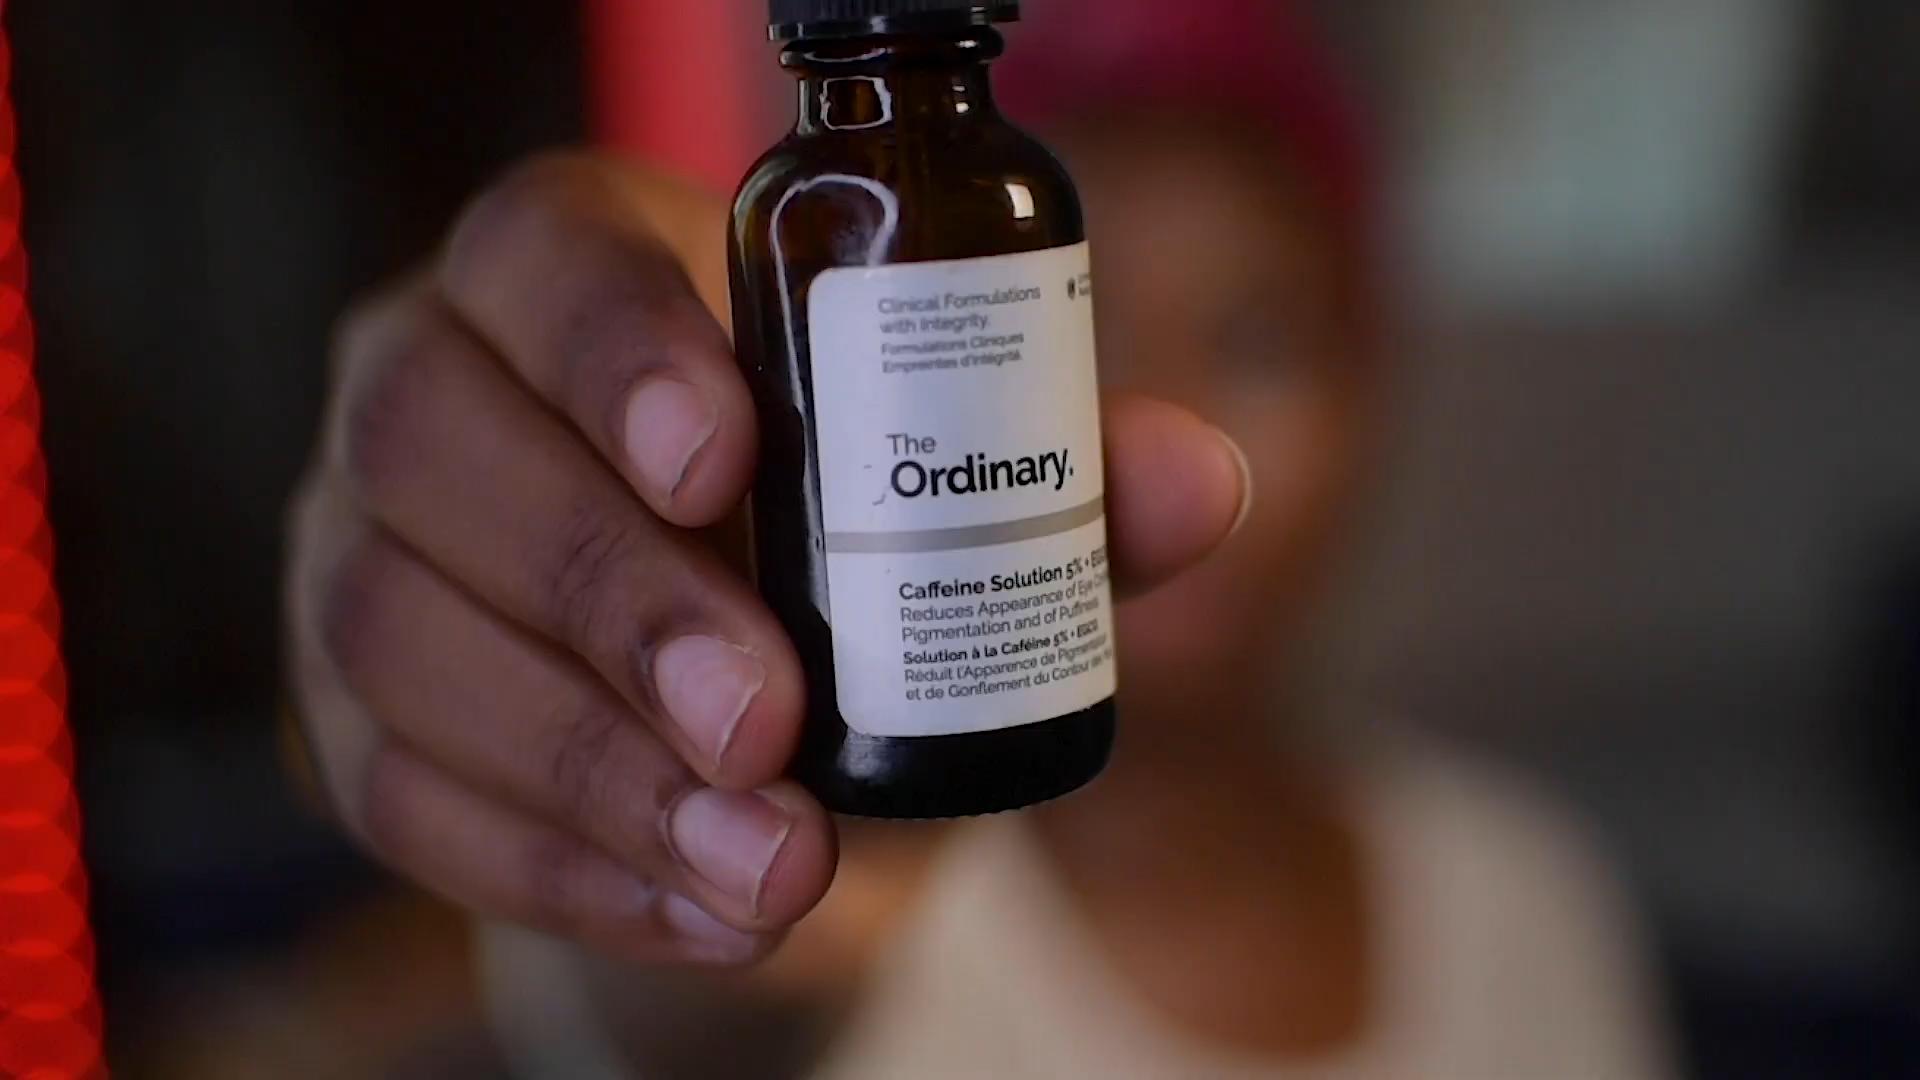 Clinical Formulations
with Integrity.
Formulations Cliniques
Empreintes d'Intégrité.
The
Ordinary.
Caffeine Solution 5% + EGC
Reduces Appearance of Eye
Pigmentation and of Puffiness
Solution à la Caféine 5% + EGCG
Réduit L'Apparence de Pigmentation
et de Gonflement du Contour des